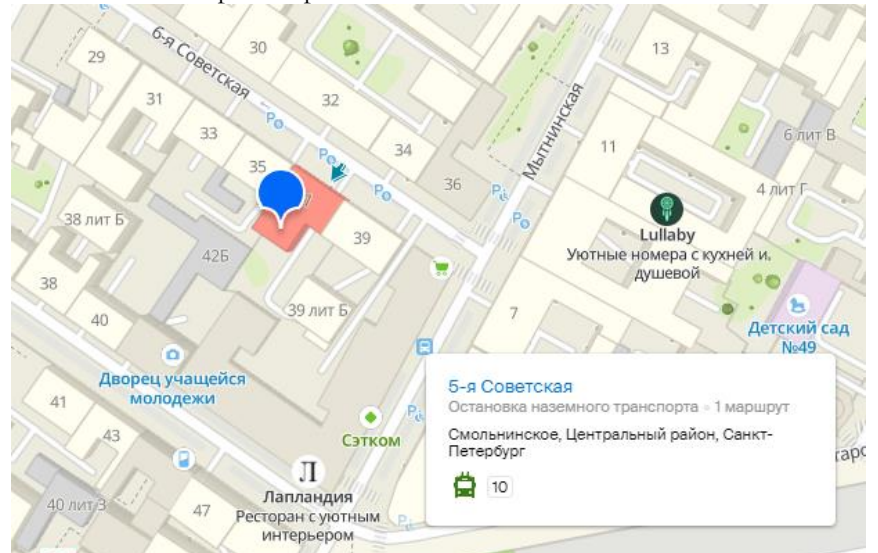 29
6-я Советская
30
31
33
32
35
34
36
13
6 лит В
Мытнинская
11
4 лит Г
38 лит Б
42Б
39
38
39 лит Б
40
7
Lullaby
Уютные номера с кухней и.
душевой
Детский сад
№49
Дворец учащейся
молодежи
41
43
Сэтком
5-я Советская
Остановка наземного транспорта • 1 маршрут
Смольнинское, Центральный район, Санкт-
Петербург
10
Л
Лапландия
Ресторан с уютным
интерьером
40 лит З
47